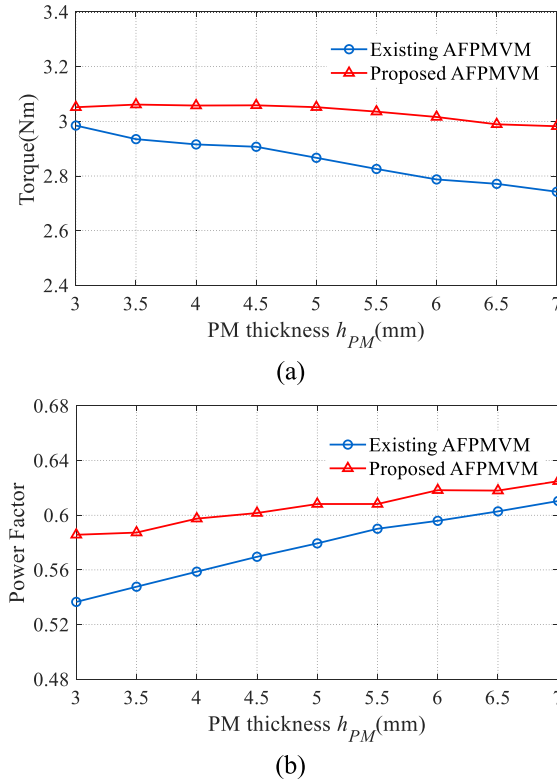 3.4
3.2
3
2.8
2.6
2.4
Torque(Nm)
Existing AFPMVM
Proposed AFPMVM
3 3.5 4 4.5 5 5.5 6 6.5 7
PM thickness h_PM(mm)
(a)
0.68
0.64
0.6
0.56
0.52
0.48
Power Factor
Existing AFPMVM
Proposed AFPMVM
3 3.5 4 4.5 5 5.5 6 6.5 7
PM thickness h_PM(mm)
(b)